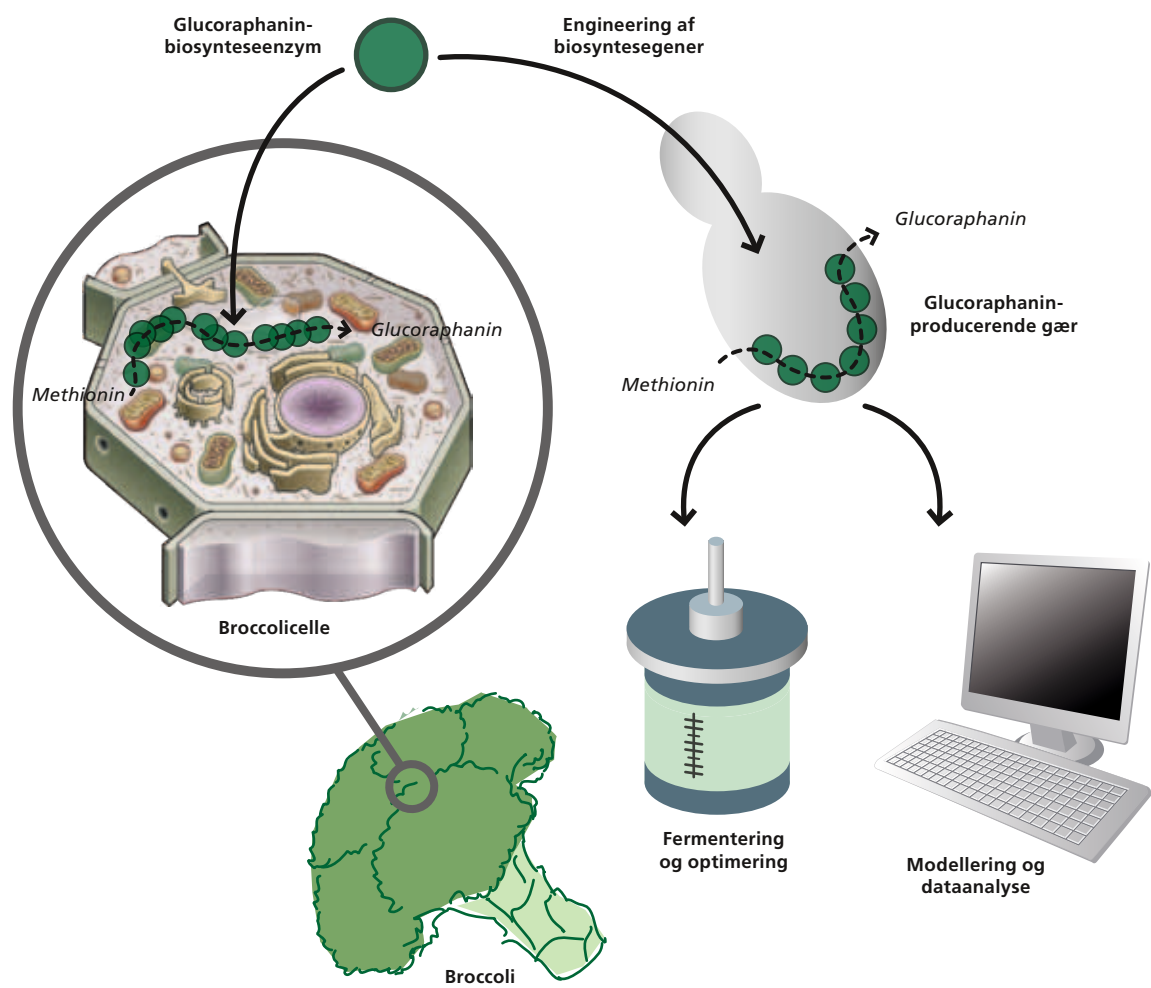 Glucoraphanin-
biosynteseenzym
Engineering af
biosyntesegener
Glucoraphanin
Glucoraphanin-
producerende gær
Methionin
Glucoraphanin
Methionin
Broccolicelle
Fermentering
og optimering
Modellering og
dataanalyse
Broccoli